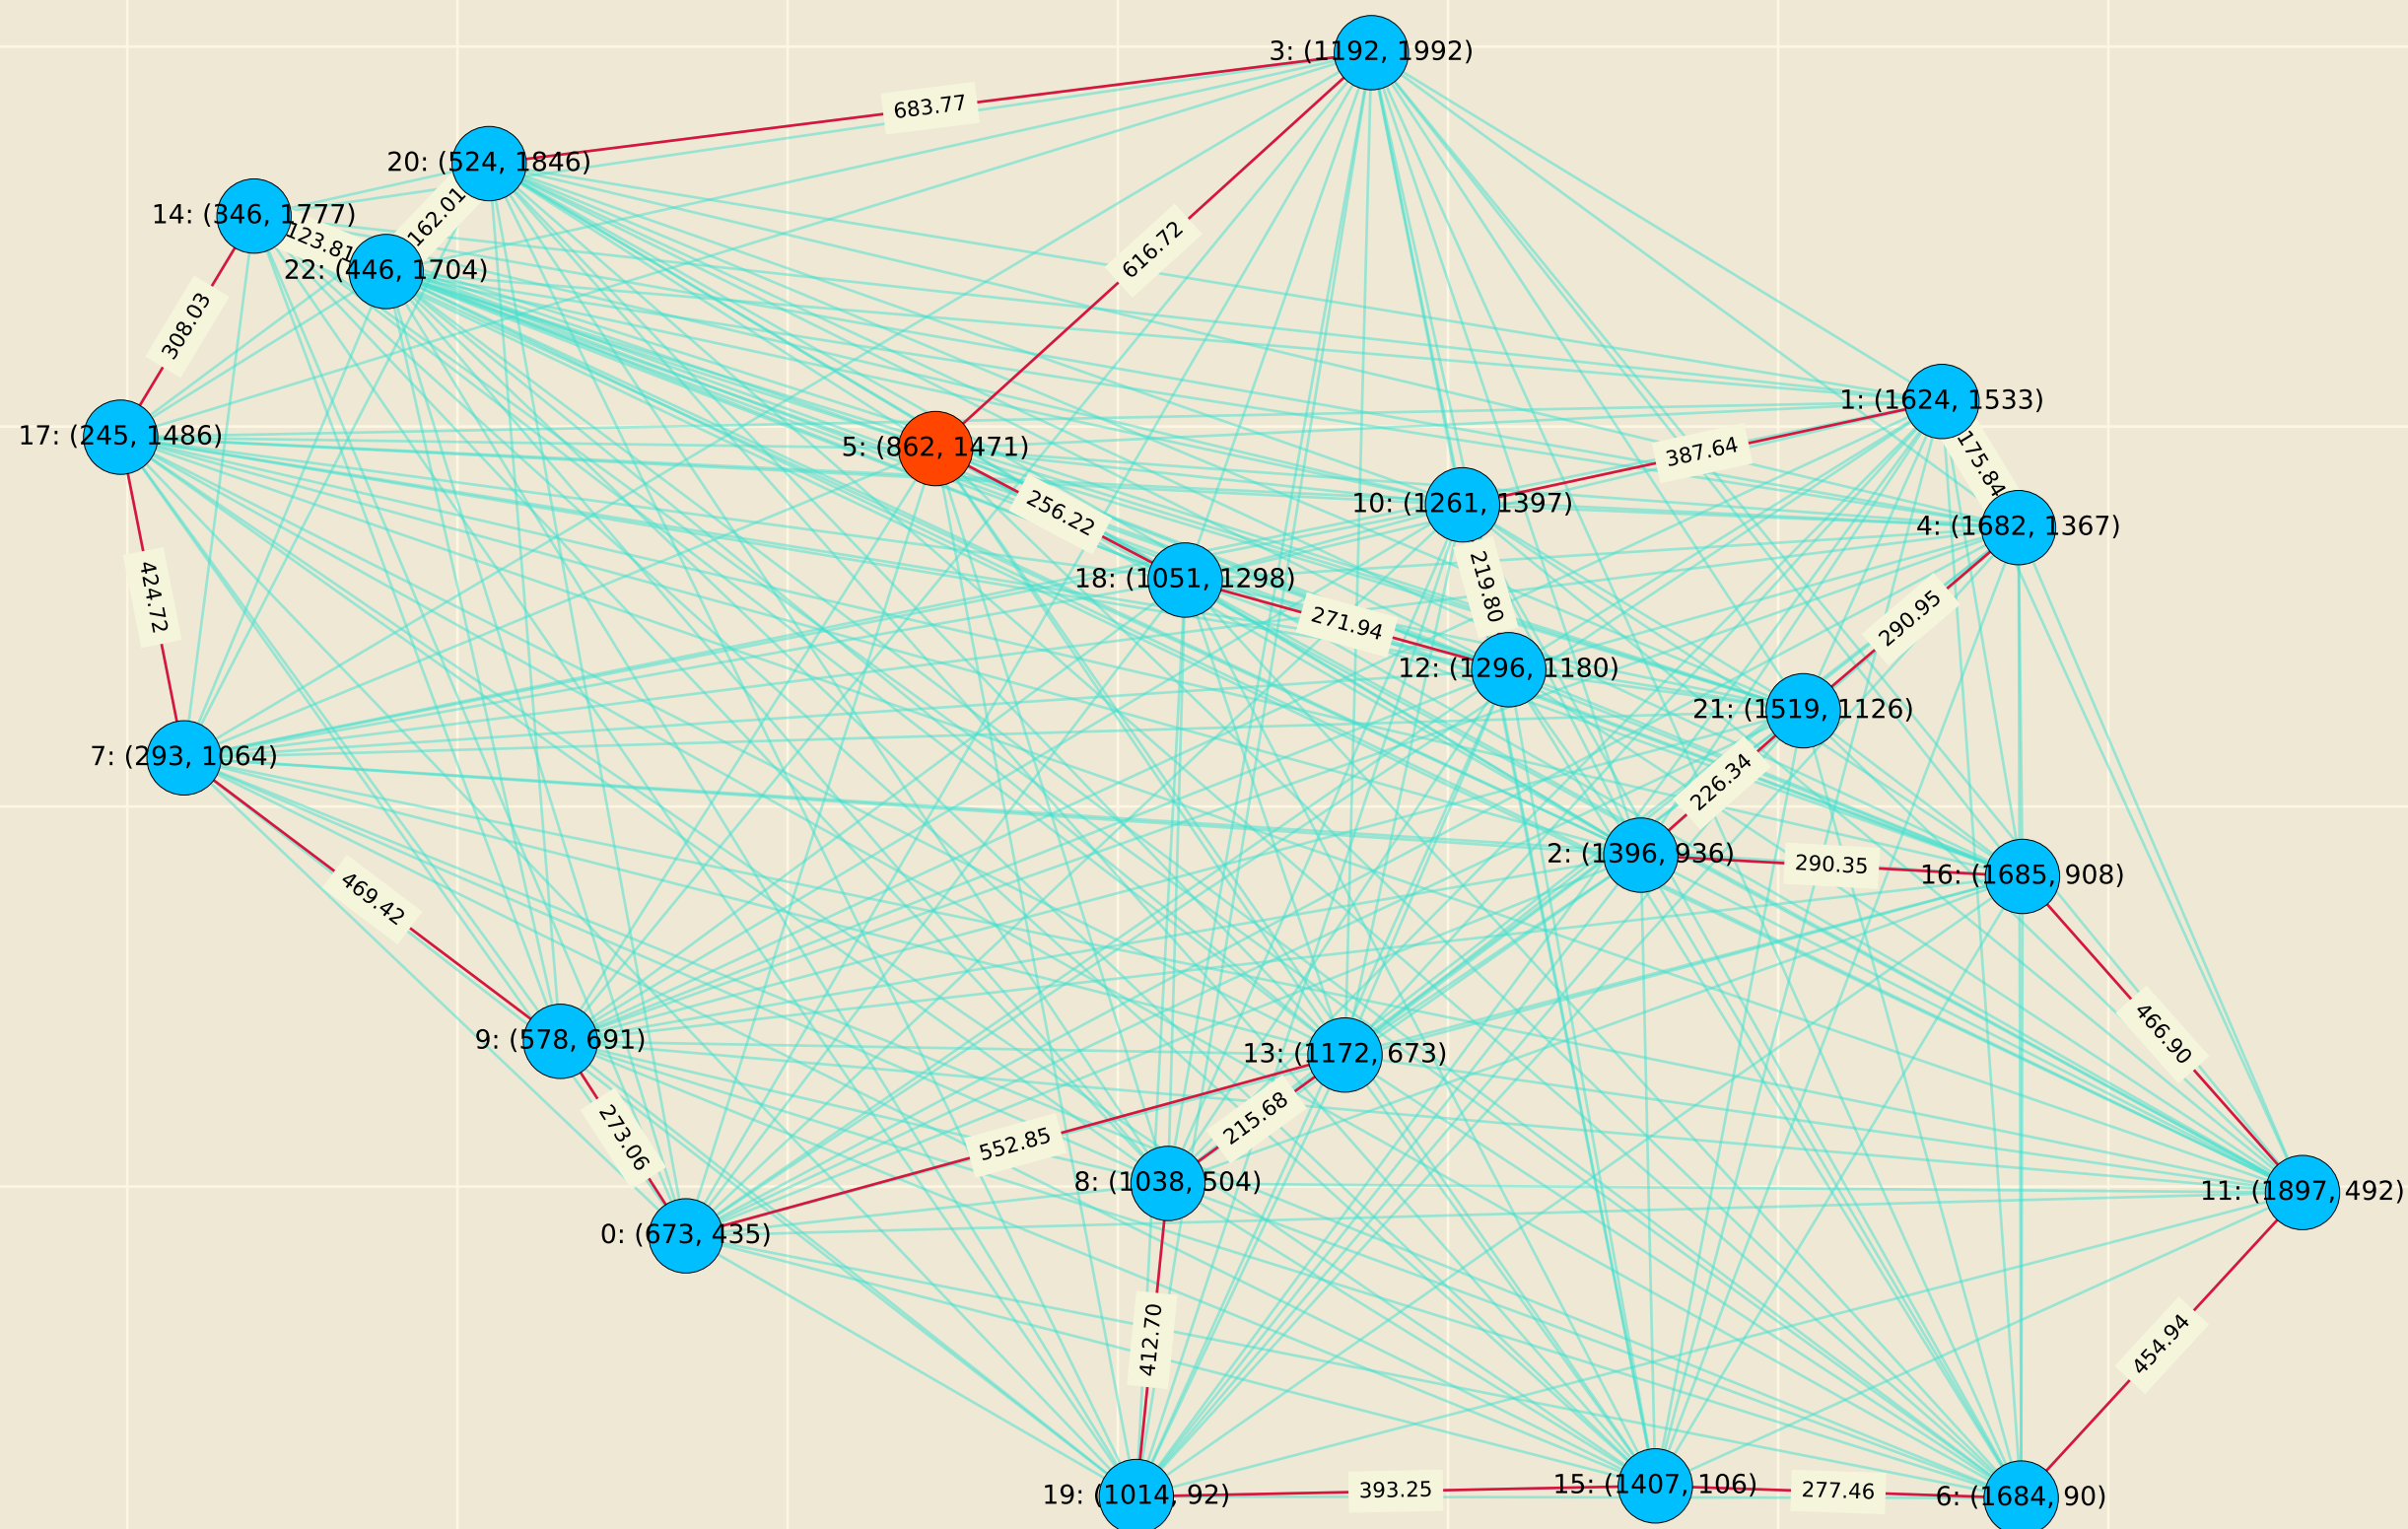 3: (1192, 1992)
683.77
20: (524, 1846)
162.01
14: (346, 1777)
123.81
616.72
22: (446, 1704)
308.03
1: (1624, 1533)
17: (245, 1486)
5: (862, 1471)
387.64
175.84
256.22
10: (1261, 1397)
4: (1682, 1367)
18: (1051, 1298)
219.80
424.72
271.94
290.95
12: (1296, 1180)
21: (1519, 1126)
7: (293, 1064)
226.34
2: (1396, 936)
290.35
16: (1685, 908)
469.42
466.90
9: (578, 691)
13: (1172, 673)
215.68
273.06
552.85
8: (1038, 504)
11: (1897, 492)
0: (673, 435)
412.70
454.94
393.25
15: (1407, 106)
277.46
19: (1014, 92)
6: (1684, 90)